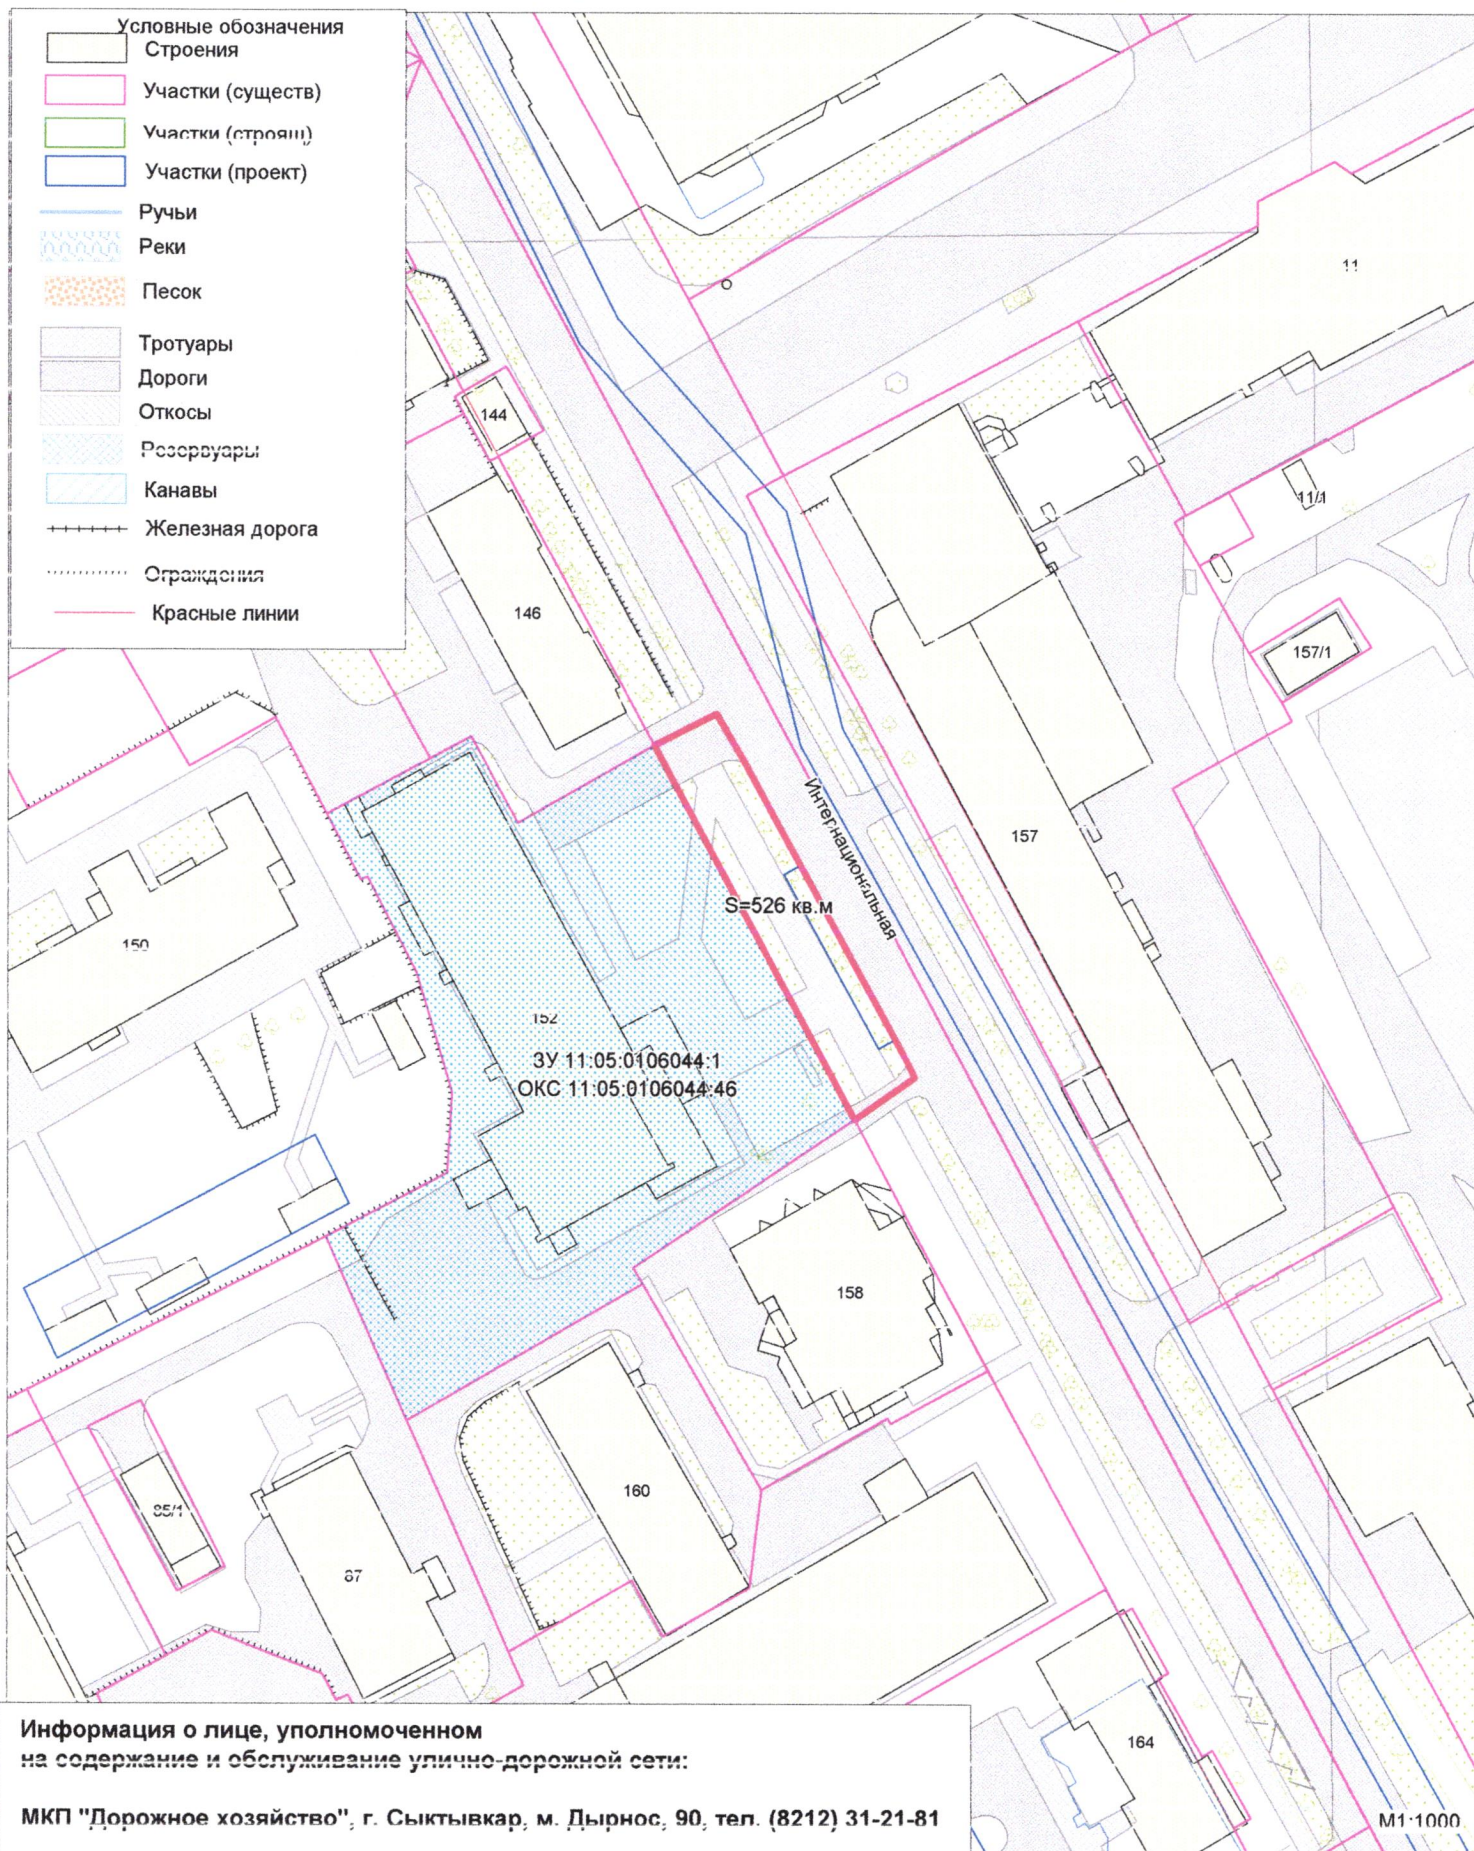 Условные обозначения
Строения
Участки (существ)
Участки (строящ)
Участки (проект)
Ручьи
Реки
Песок
Тротуары
Дороги
Откосы
Резервуары
Канавы
Железная дорога
Ограждения
Красные линии
11
144
11/1
146
157/1
Интернациональная
157
S=526 кв.м
150
152
ЗУ 11:05:0106044:1
ОКС 11:05:0106044:46
158
160
85/1
87
164
Информация о лице, уполномоченном
на содержание и обслуживание улично-дорожной сети:
МКП "Дорожное хозяйство", г. Сыктывкар, м. Дырнос, 90, тел. (8212) 31-21-81
М1:1000